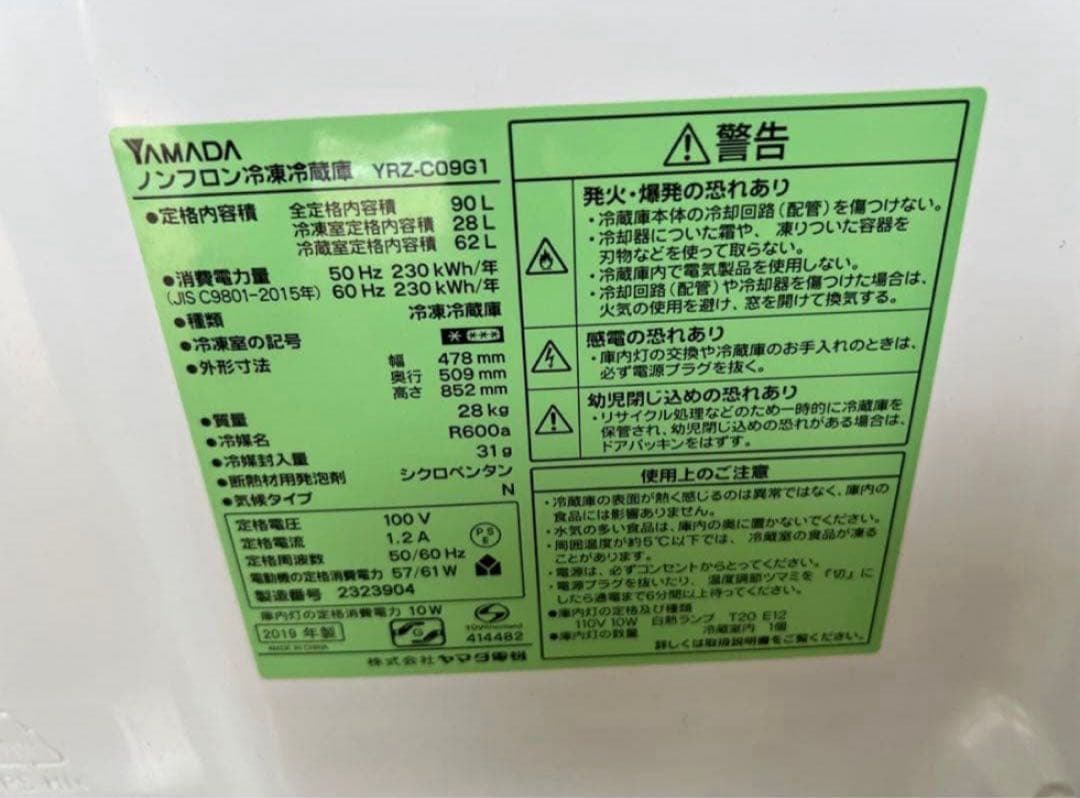 YAMADA
ノンフロン冷凍冷蔵庫 YRZ-C09G1
●定格内容積 全定格内容積 90 L
冷凍室定格内容積 28 L
冷蔵室定格内容積 62 L
●消費電力量 50 Hz 230 kWh/年
(JIS C9801-2015年) 60 Hz 230 kWh/年
●種類 冷凍冷蔵庫
●冷凍室の記号 * ***
●外形寸法 幅 478 mm
奥行 509 mm
高さ 852 mm
●質量 28 kg
●冷媒名 R600a
●冷媒封入量 31 g
●断熱材用発泡剤 シクロペンタン
●気候タイプ N
定格電圧 100 V
定格電流 1.2 A
定格周波数 50/60 Hz
電動機の定格消費電力 57/61 W
製造番号 2323904
PSE
庫内灯の定格消費電力 10W
2019 年製
MADE IN CHINA
G
414482
株式会社ヤマダ電機
警告
発火・爆発の恐れあり
・冷蔵庫本体の冷却回路(配管)を傷つけない。
・冷却器についた霜や、凍りついた容器を
刃物などを使って取らない。
・冷蔵庫内で電気製品を使用しない。
・冷却回路(配管)や冷却器を傷つけた場合は、
火気の使用を避け、窓を開けて換気する。
感電の恐れあり
・庫内灯の交換や冷蔵庫のお手入れのときは、
必ず電源プラグを抜く。
幼児閉じ込めの恐れあり
・リサイクル処理などのため一時的に冷蔵庫を
保管され、幼児閉じ込めの恐れがある場合は、
ドアパッキンをはずす。
使用上のご注意
・冷蔵庫の表面が熱く感じるのは異常ではなく、庫内の
食品には影響ありません。
・水気の多い食品は、庫内の奥に置かないでください。
・周囲温度が約5℃以下では、冷蔵室の食品が凍る
ことがあります。
・電源は、必ずコンセントからとってください。
・電源プラグを抜いたり、温度調節ツマミを「切」に
したら通電まで6分間以上待ってください。
●庫内灯の定格及び種類
110V 10W 白熱ランプ T20 E12
●庫内灯の数量 冷蔵室内 1個
詳しくは取扱説明書をご覧ください。